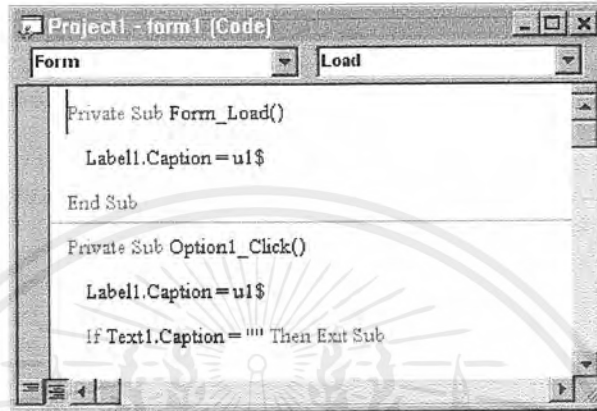 Project1 - form1 (Code)
Form Load
Private Sub Form_Load()
Label1.Caption = u1$
End Sub
Private Sub Option1_Click()
Label1.Caption = u1$
If Text1.Caption = "" Then Exit Sub